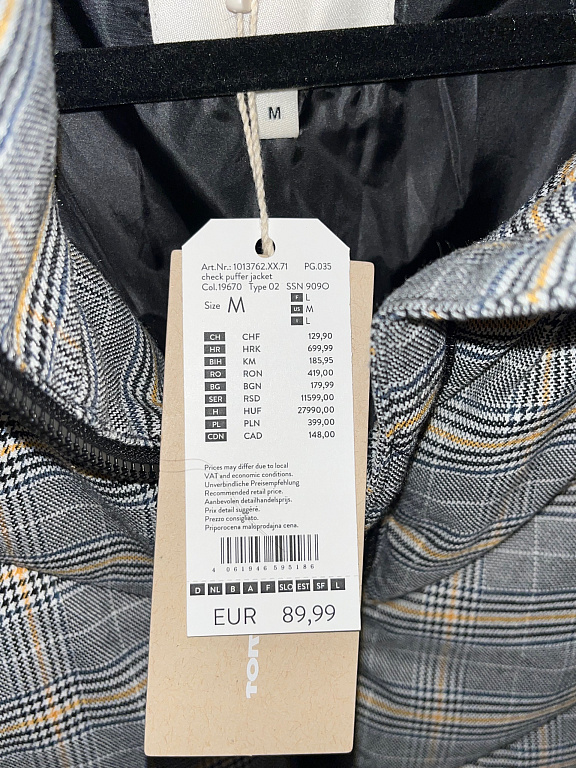 M
Art.Nr.: 1013762.XX.71 PG.035
check puffer jacket
Col.19670 Type 02 SSN 909O
Size M
F L
US M
I L
CH CHF 129,90
HR HRK 699,99
BIH KM 185,95
RO RON 419,00
BG BGN 179,99
SER RSD 11599,00
H HUF 27990,00
PL PLN 399,00
CDN CAD 148,00
Prices may differ due to local
VAT and economic conditions.
Unverbindliche Preisempfehlung
Recommended retail price.
Aanbevolen detailhandelsprijs.
Prix detail suggéré.
Prezzo consigliato.
Priporocena maloprodajna cena.
4 061946 595186
D NL B A F SLO EST SF L
EUR 89,99
TOM